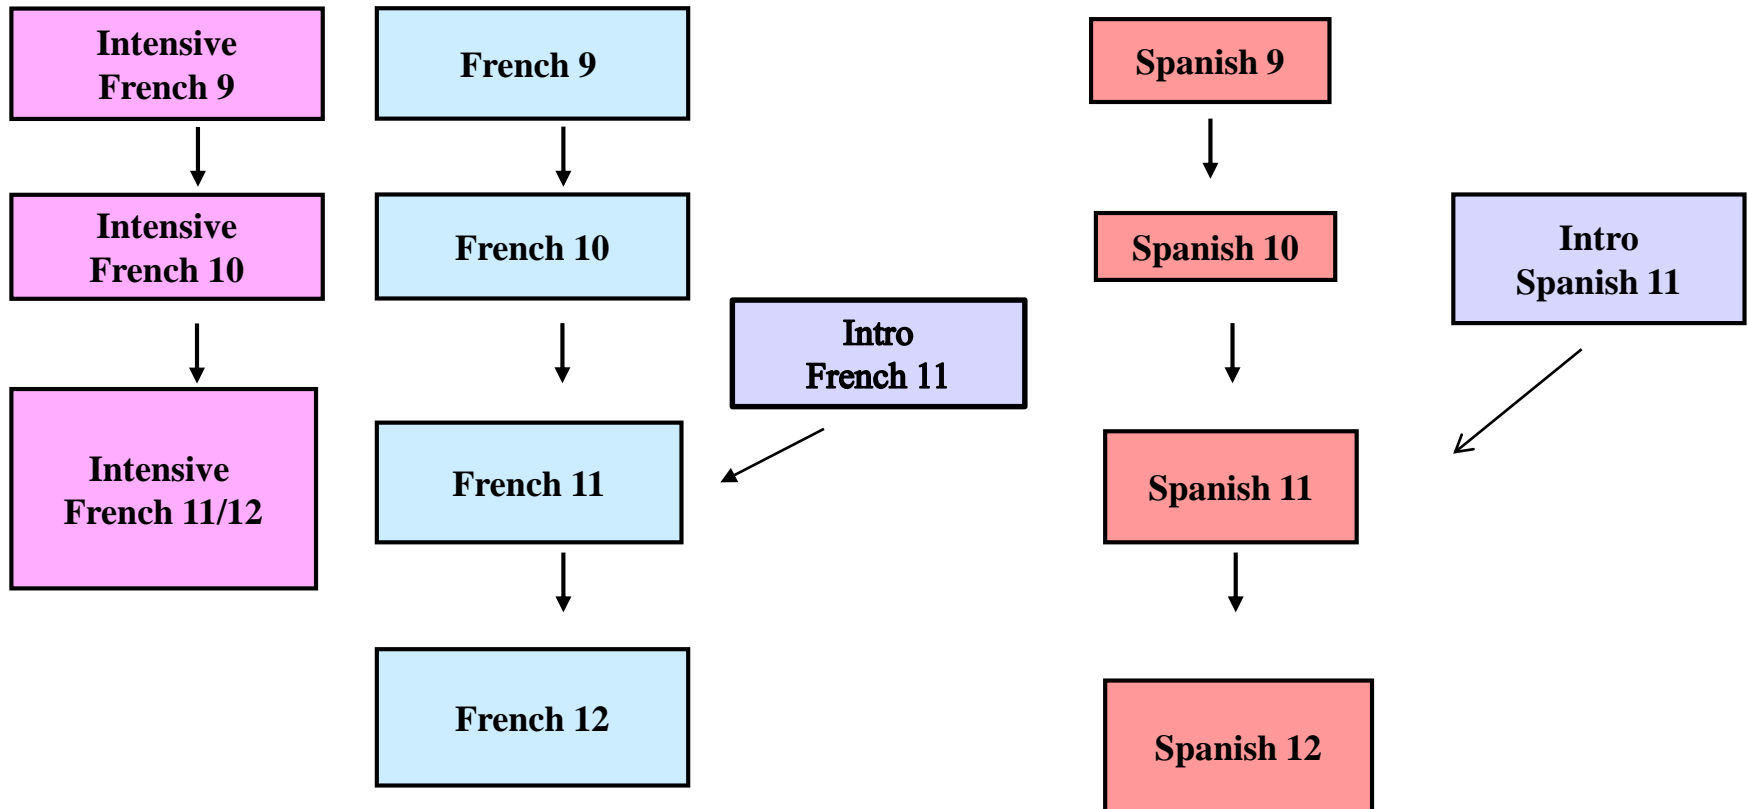 Intensive
French 9
French 9
Spanish 9
Intensive
French 10
French 10
Spanish 10
Intro
Spanish 11
Intro
French 11
Intensive
French 11/12
French 11
Spanish 11
French 12
Spanish 12